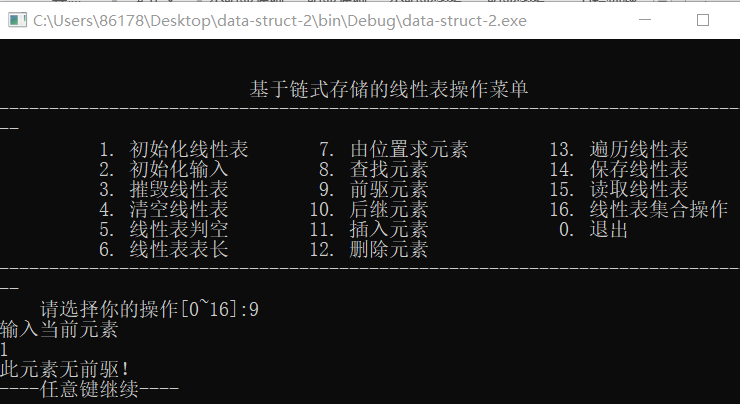 C:\Users\86178\Desktop\data-struct-2\bin\Debug\data-struct-2.exe
基于链式存储的线性表操作菜单
--------------------------------------------------------------------------
--
1. 初始化线性表 7. 由位置求元素 13. 遍历线性表
2. 初始化输入 8. 查找元素 14. 保存线性表
3. 摧毁线性表 9. 前驱元素 15. 读取线性表
4. 清空线性表 10. 后继元素 16. 线性表集合操作
5. 线性表判空 11. 插入元素 0. 退出
6. 线性表表长 12. 删除元素
--------------------------------------------------------------------------
--
请选择你的操作[0~16]:9
输入当前元素
1
此元素无前驱!
----任意键继续----